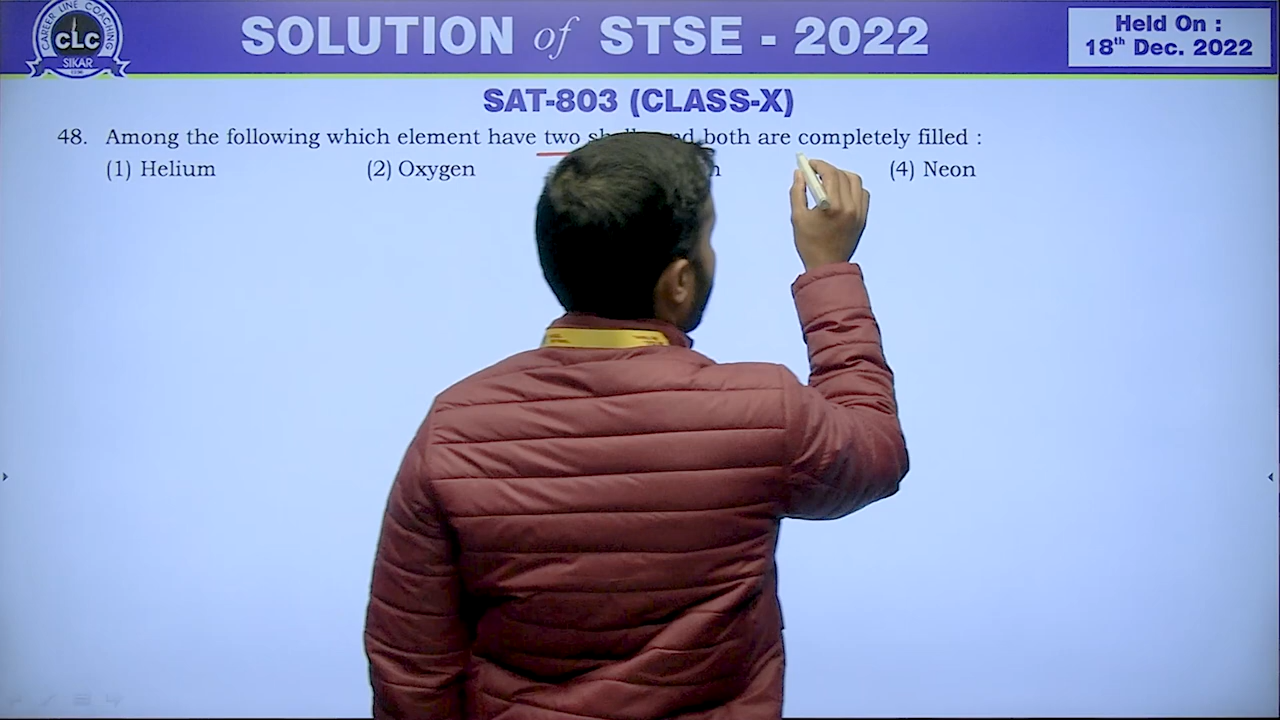 CAREER LINE COACHING
CLC
SIKAR
SOLUTION of STSE - 2022
Held On :
18th Dec. 2022
SAT-803 (CLASS-X)
48. Among the following which element have two both are completely filled :
(1) Helium (2) Oxygen (4) Neon